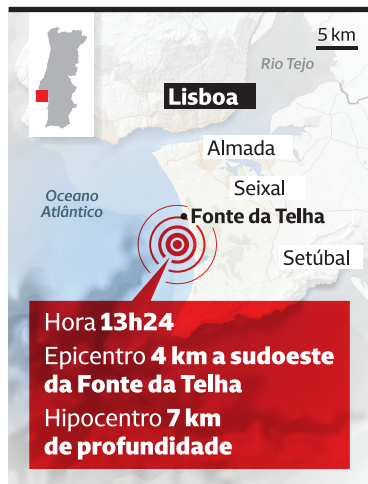 5 km
Rio Tejo
Lisboa
Almada
Seixal
Oceano
Atlântico
Fonte da Telha
Setúbal
Hora 13h24
Epicentro 4 km a sudoeste
da Fonte da Telha
Hipocentro 7 km
de profundidade